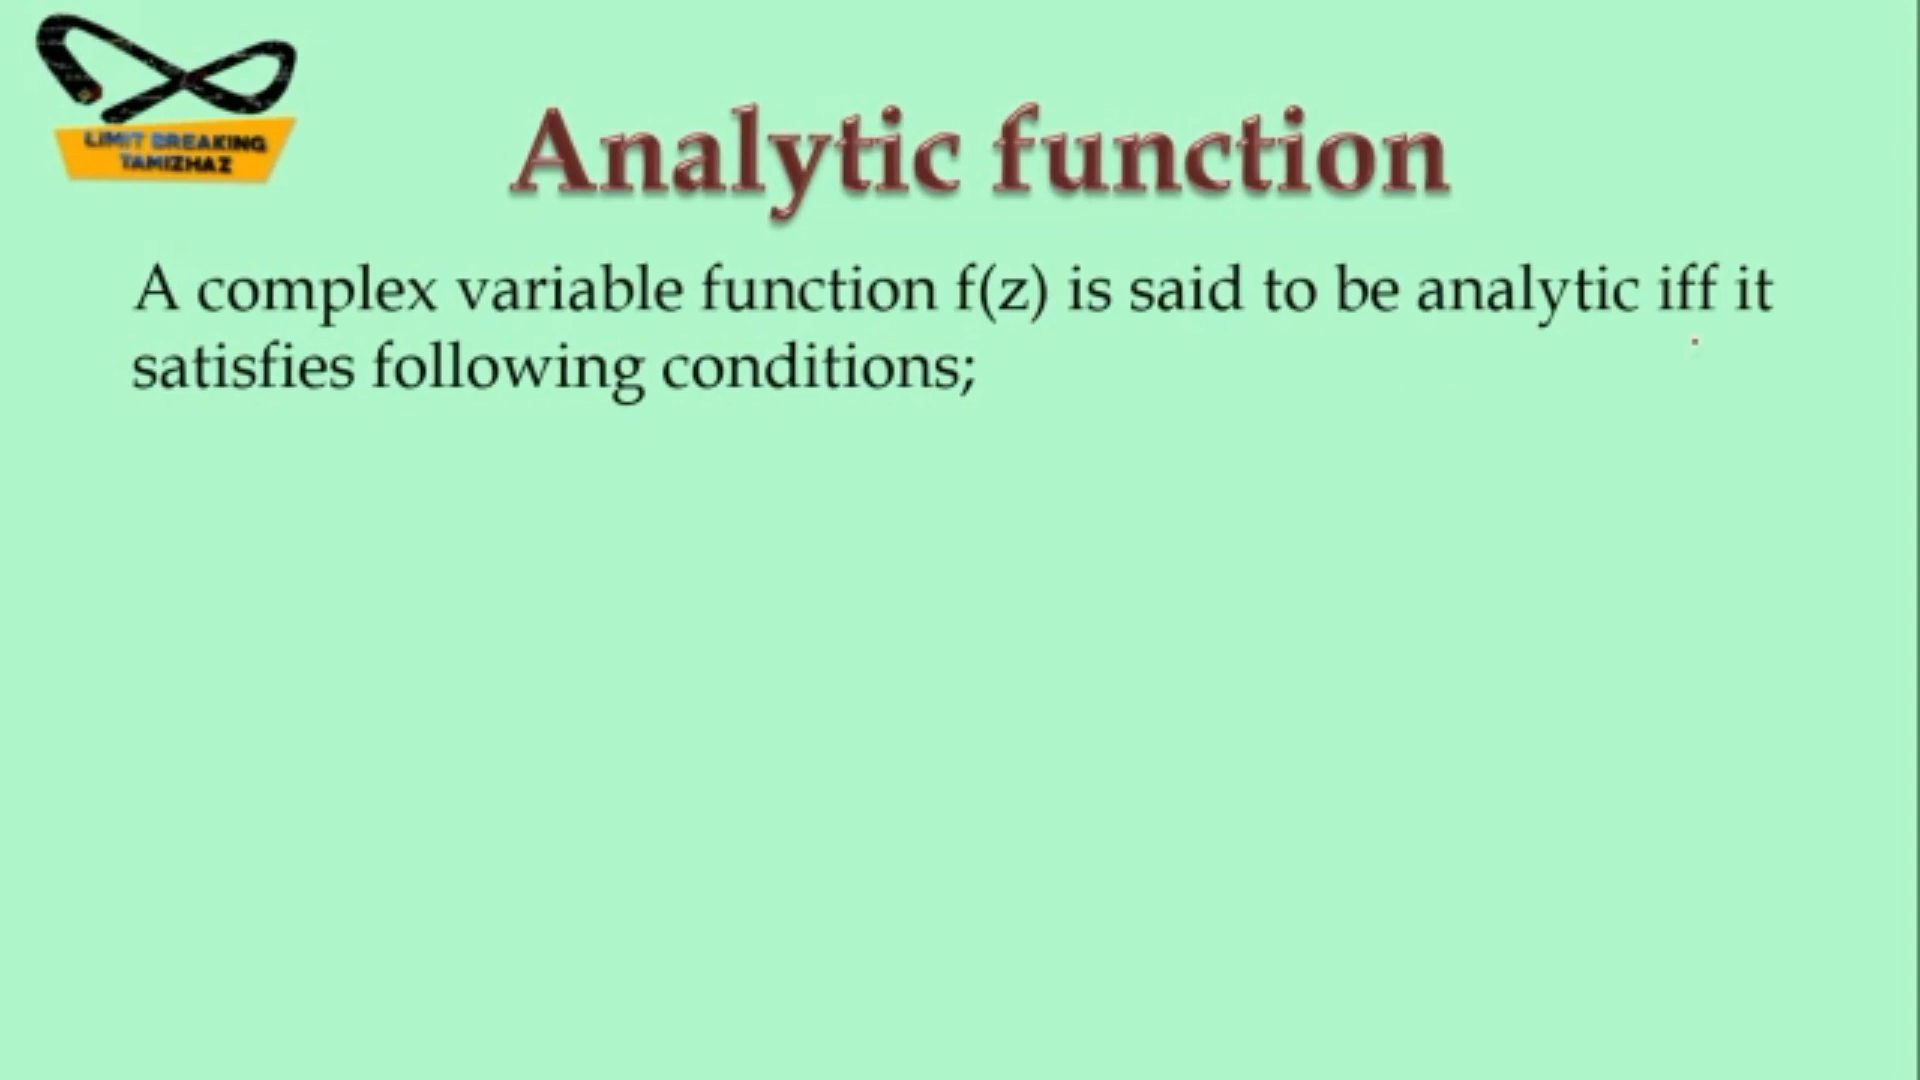 LIMIT BREAKING
TAMIZHAZ
Analytic function
A complex variable function f(z) is said to be analytic iff it
satisfies following conditions;